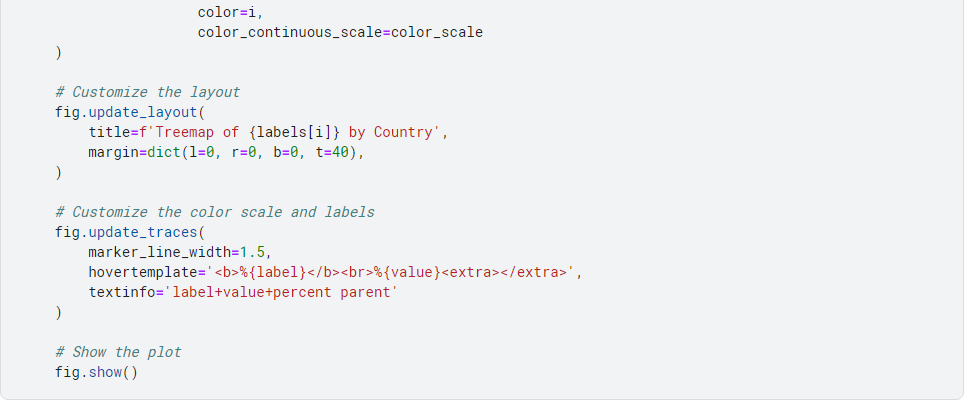 color=i,
color_continuous_scale=color_scale
)
# Customize the layout
fig.update_layout(
title=f'Treemap of {labels[i]} by Country',
margin=dict(l=0, r=0, b=0, t=40),
)
# Customize the color scale and labels
fig.update_traces(
marker_line_width=1.5,
hovertemplate='<b>%{label}</b><br>%{value}<extra></extra>',
textinfo='label+value+percent parent'
)
# Show the plot
fig.show()